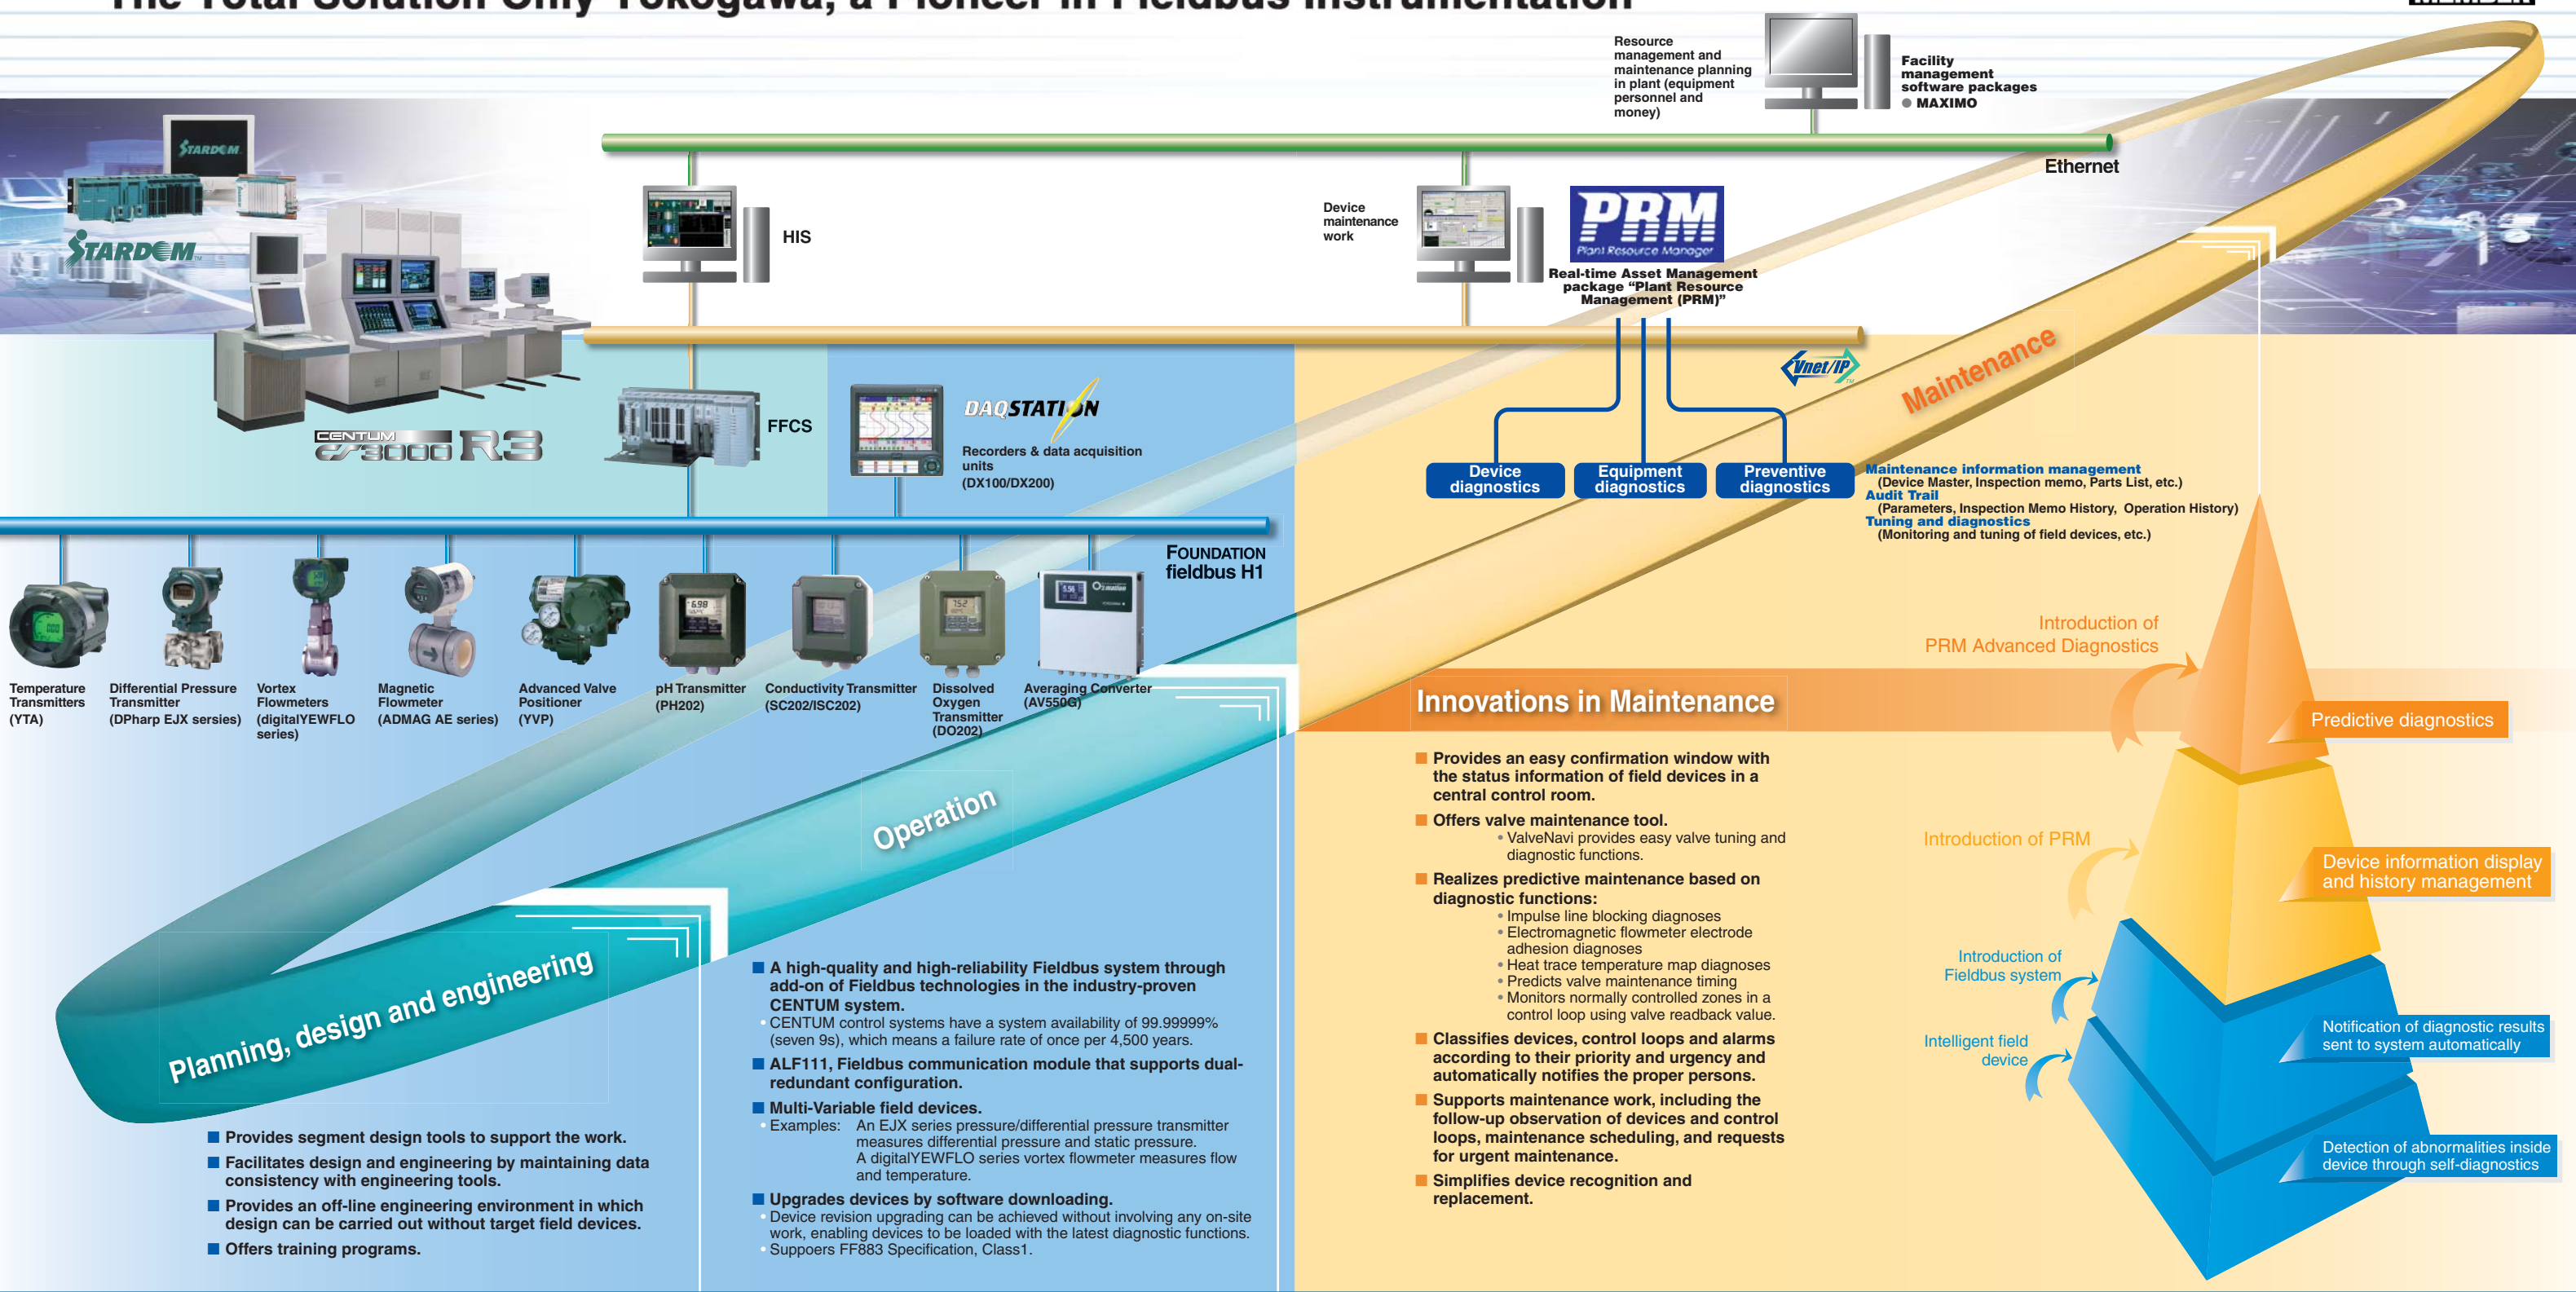 The Total Solution Only Yokogawa, a Pioneer in Fieldbus Instrumentation
MEMBER
Resource
management and
maintenance planning
in plant (equipment
personnel and
money)
Facility
management
software packages
● MAXIMO
Ethernet
STARDOM
STARDOM™
HIS
Device
maintenance
work
PRM
Plant Resource Manager
Real-time Asset Management
package “Plant Resource
Management (PRM)”
Vnet/IP™
Maintenance
CENTUM
CS 3000 R3
FFCS
DAQSTATION
Recorders & data acquisition
units
(DX100/DX200)
Device
diagnostics
Equipment
diagnostics
Preventive
diagnostics
Maintenance information management
(Device Master, Inspection memo, Parts List, etc.)
Audit Trail
(Parameters, Inspection Memo History, Operation History)
Tuning and diagnostics
(Monitoring and tuning of field devices, etc.)
FOUNDATION
fieldbus H1
Temperature
Transmitters
(YTA)
Differential Pressure
Transmitter
(DPharp EJX sersies)
Vortex
Flowmeters
(digitalYEWFLO
series)
Magnetic
Flowmeter
(ADMAG AE series)
Advanced Valve
Positioner
(YVP)
pH Transmitter
(PH202)
Conductivity Transmitter
(SC202/ISC202)
Dissolved
Oxygen
Transmitter
(DO202)
Averaging Converter
(AV550G)
Operation
Planning, design and engineering
■ Provides segment design tools to support the work.
■ Facilitates design and engineering by maintaining data
consistency with engineering tools.
■ Provides an off-line engineering environment in which
design can be carried out without target field devices.
■ Offers training programs.
■ A high-quality and high-reliability Fieldbus system through
add-on of Fieldbus technologies in the industry-proven
CENTUM system.
• CENTUM control systems have a system availability of 99.99999%
(seven 9s), which means a failure rate of once per 4,500 years.
■ ALF111, Fieldbus communication module that supports dual-
redundant configuration.
■ Multi-Variable field devices.
• Examples: An EJX series pressure/differential pressure transmitter
measures differential pressure and static pressure.
A digitalYEWFLO series vortex flowmeter measures flow
and temperature.
■ Upgrades devices by software downloading.
• Device revision upgrading can be achieved without involving any on-site
work, enabling devices to be loaded with the latest diagnostic functions.
• Suppoers FF883 Specification, Class1.
Innovations in Maintenance
■ Provides an easy confirmation window with
the status information of field devices in a
central control room.
■ Offers valve maintenance tool.
• ValveNavi provides easy valve tuning and
diagnostic functions.
■ Realizes predictive maintenance based on
diagnostic functions:
• Impulse line blocking diagnoses
• Electromagnetic flowmeter electrode
adhesion diagnoses
• Heat trace temperature map diagnoses
• Predicts valve maintenance timing
• Monitors normally controlled zones in a
control loop using valve readback value.
■ Classifies devices, control loops and alarms
according to their priority and urgency and
automatically notifies the proper persons.
■ Supports maintenance work, including the
follow-up observation of devices and control
loops, maintenance scheduling, and requests
for urgent maintenance.
■ Simplifies device recognition and
replacement.
Introduction of
PRM Advanced Diagnostics
Predictive diagnostics
Introduction of PRM
Device information display
and history management
Introduction of
Fieldbus system
Notification of diagnostic results
sent to system automatically
Intelligent field
device
Detection of abnormalities inside
device through self-diagnostics